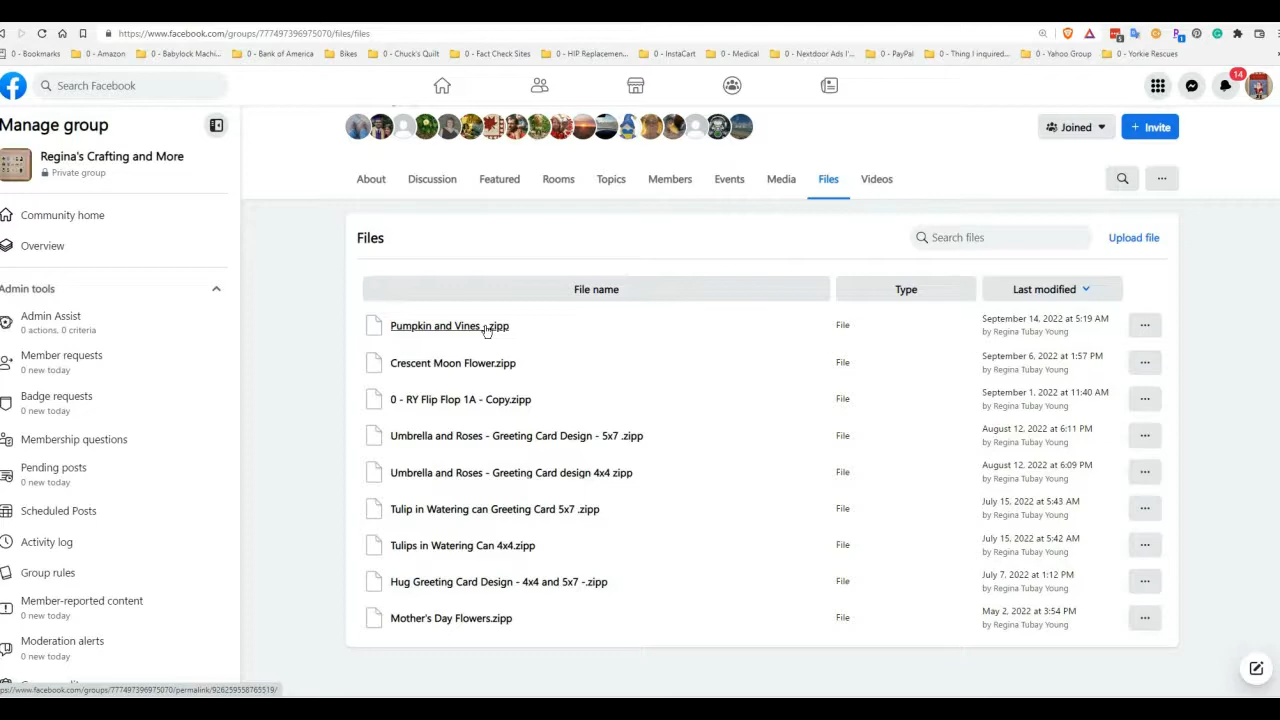 https://www.facebook.com/groups/777497396975070/files/files
0 - Bookmarks 0 - Amazon 0 - Babylock Machi... 0 - Bank of America Bikes 0 - Chuck's Quilt 0 - Fact Check Sites 0 - HIP Replacemen... 0 - InstaCart 0 - Medical 0 - Nextdoor Ads I'... 0 - PayPal 0 - Thing I inquired... 0 - Yahoo Group 0 - Yorkie Rescues
Search Facebook
14
Manage group
Joined
+ Invite
Regina's Crafting and More
Private group
About Discussion Featured Rooms Topics Members Events Media Files Videos
Community home
Overview
Admin tools
Admin Assist
0 actions, 0 criteria
Member requests
0 new today
Badge requests
0 new today
Membership questions
Pending posts
0 new today
Scheduled Posts
Activity log
Group rules
Member-reported content
0 new today
Moderation alerts
0 new today
Files
Search files
Upload file
File name Type Last modified
Pumpkin and Vines .zipp File September 14, 2022 at 5:19 AM
by Regina Tubay Young
Crescent Moon Flower.zipp File September 6, 2022 at 1:57 PM
by Regina Tubay Young
0 - RY Flip Flop 1A - Copy.zipp File September 1, 2022 at 11:40 AM
by Regina Tubay Young
Umbrella and Roses - Greeting Card Design - 5x7 .zipp File August 12, 2022 at 6:11 PM
by Regina Tubay Young
Umbrella and Roses - Greeting Card design 4x4 zipp File August 12, 2022 at 6:09 PM
by Regina Tubay Young
Tulip in Watering can Greeting Card 5x7 .zipp File July 15, 2022 at 5:43 AM
by Regina Tubay Young
Tulips in Watering Can 4x4.zipp File July 15, 2022 at 5:42 AM
by Regina Tubay Young
Hug Greeting Card Design - 4x4 and 5x7 -.zipp File July 7, 2022 at 1:12 PM
by Regina Tubay Young
Mother's Day Flowers.zipp File May 2, 2022 at 3:54 PM
by Regina Tubay Young
ps://www.facebook.com/groups/777497396975070/permalink/926259558765519/